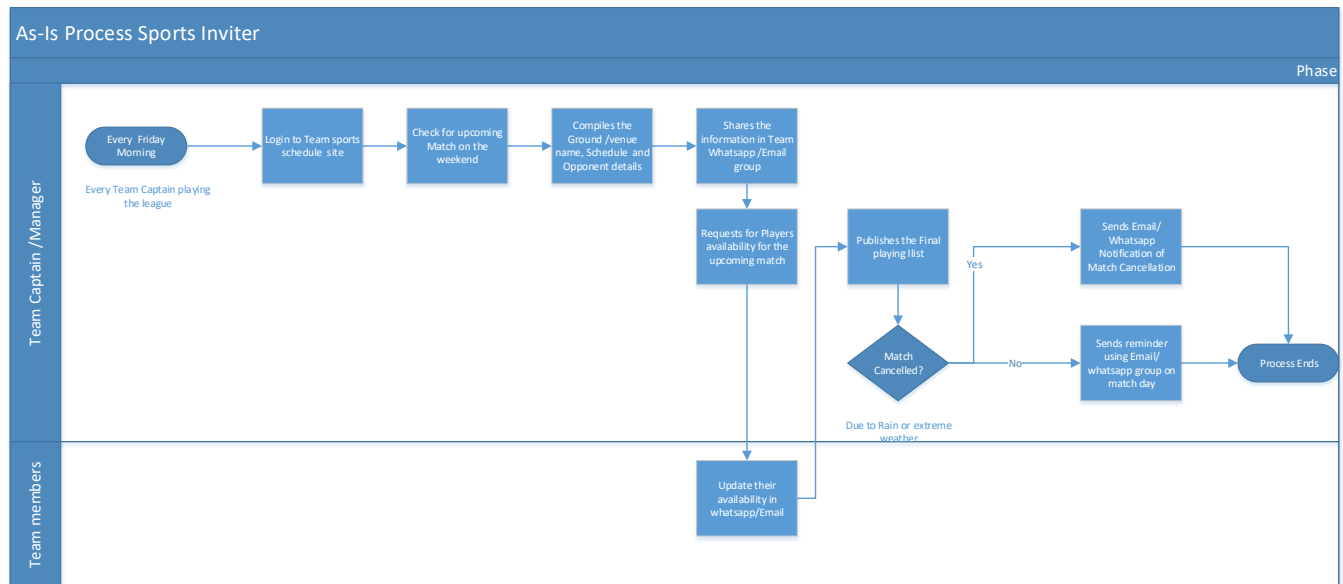 As-Is Process Sports Inviter
Phase
Team Captain /Manager
Every Friday
Morning
Every Team Captain playing
the league
Login to Team sports
schedule site
Check for upcoming
Match on the
weekend
Compiles the
Ground /venue
name, Schedule and
Opponent details
Shares the
information in Team
Whatsapp /Email
group
Requests for Players
availability for the
upcoming match
Publishes the Final
playing llist
Match
Cancelled?
Due to Rain or extreme
weather
Yes
No
Sends Email/
Whatsapp
Notification of
Match Cancellation
Sends reminder
using Email/
whatsapp group on
match day
Process Ends
Team members
Update their
availability in
whatsapp/Email